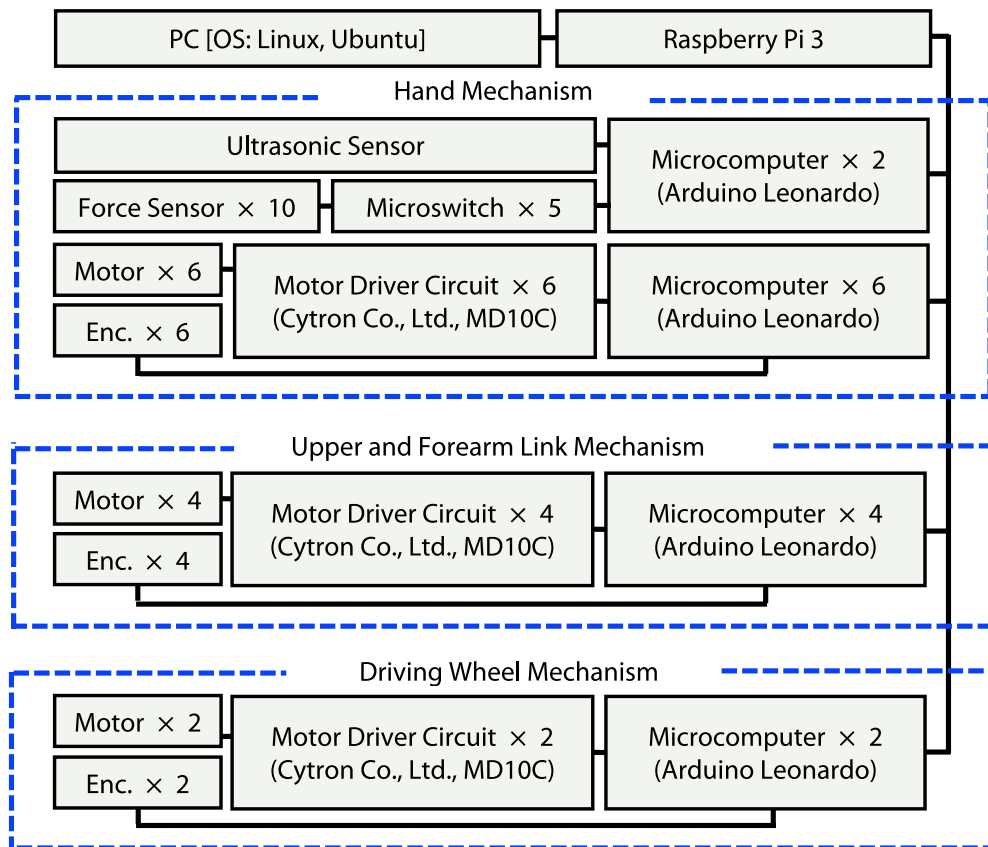 PC [OS: Linux, Ubuntu]
Raspberry Pi 3
Hand Mechanism
Ultrasonic Sensor
Microcomputer × 2
(Arduino Leonardo)
Force Sensor × 10
Microswitch × 5
Motor × 6
Enc. × 6
Motor Driver Circuit × 6
(Cytron Co., Ltd., MD10C)
Microcomputer × 6
(Arduino Leonardo)
Upper and Forearm Link Mechanism
Motor × 4
Enc. × 4
Motor Driver Circuit × 4
(Cytron Co., Ltd., MD10C)
Microcomputer × 4
(Arduino Leonardo)
Driving Wheel Mechanism
Motor × 2
Enc. × 2
Motor Driver Circuit × 2
(Cytron Co., Ltd., MD10C)
Microcomputer × 2
(Arduino Leonardo)